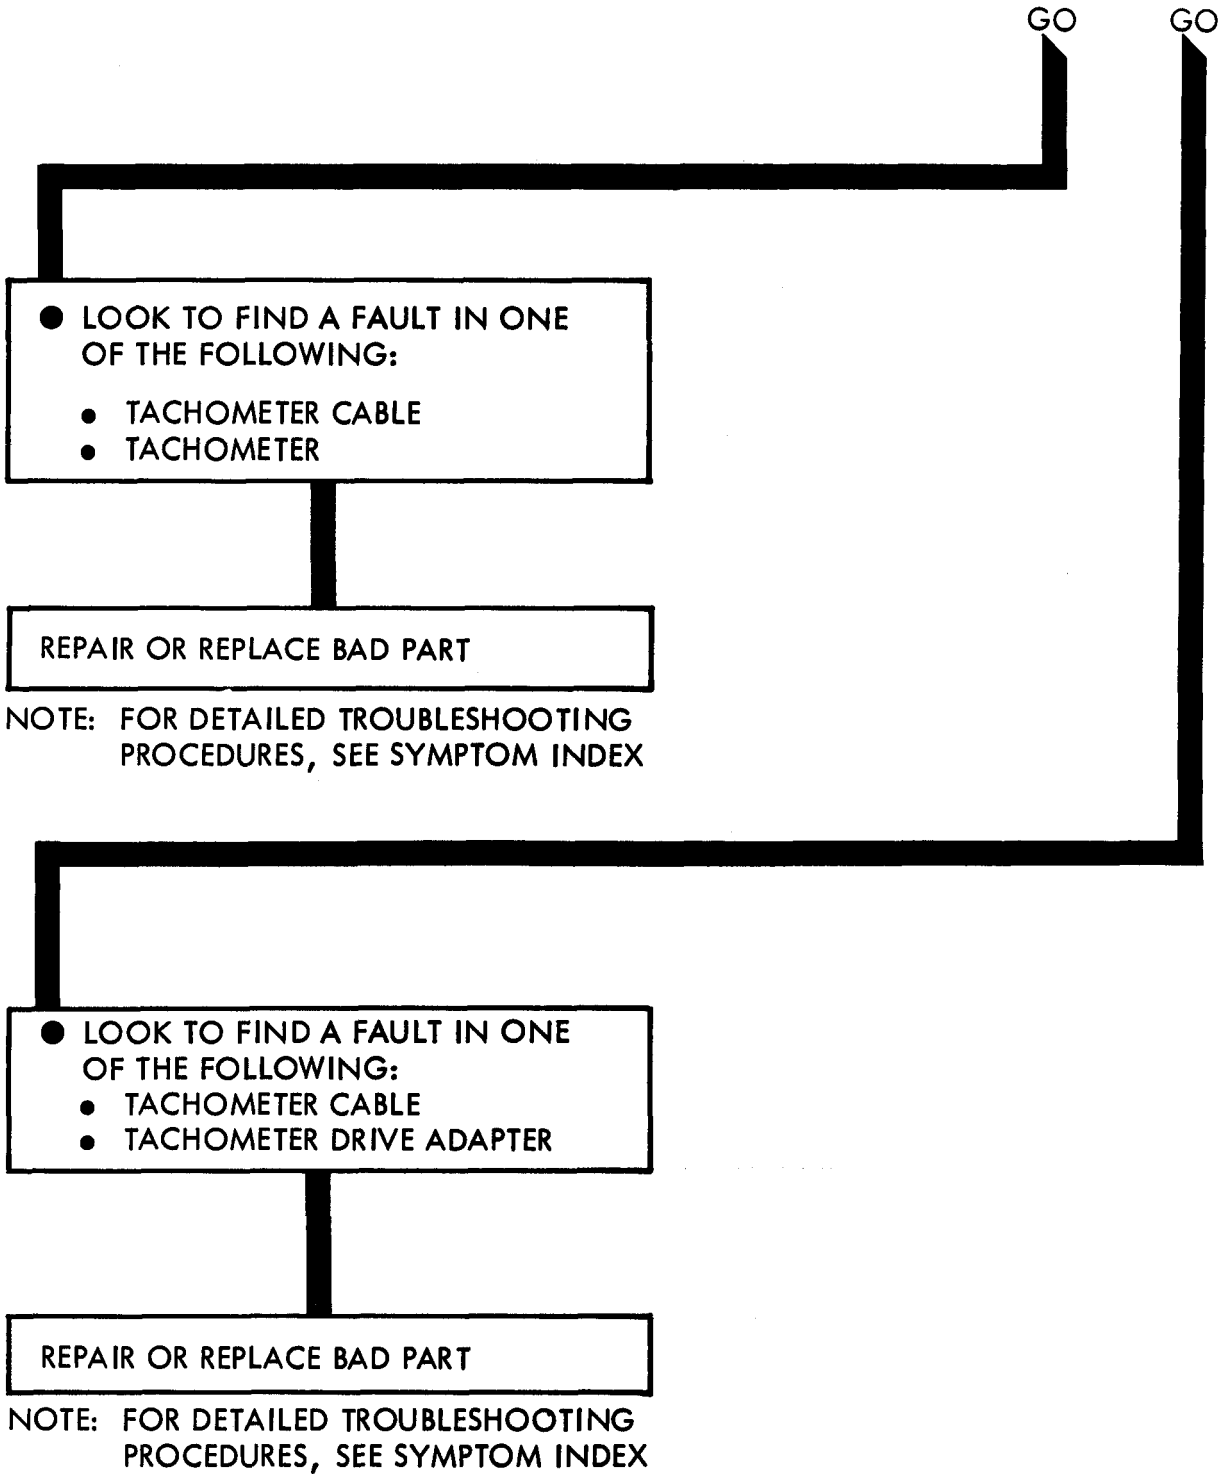 GO GO
● LOOK TO FIND A FAULT IN ONE
OF THE FOLLOWING:
● TACHOMETER CABLE
● TACHOMETER
REPAIR OR REPLACE BAD PART
NOTE: FOR DETAILED TROUBLESHOOTING
PROCEDURES, SEE SYMPTOM INDEX
● LOOK TO FIND A FAULT IN ONE
OF THE FOLLOWING:
● TACHOMETER CABLE
● TACHOMETER DRIVE ADAPTER
REPAIR OR REPLACE BAD PART
NOTE: FOR DETAILED TROUBLESHOOTING
PROCEDURES, SEE SYMPTOM INDEX